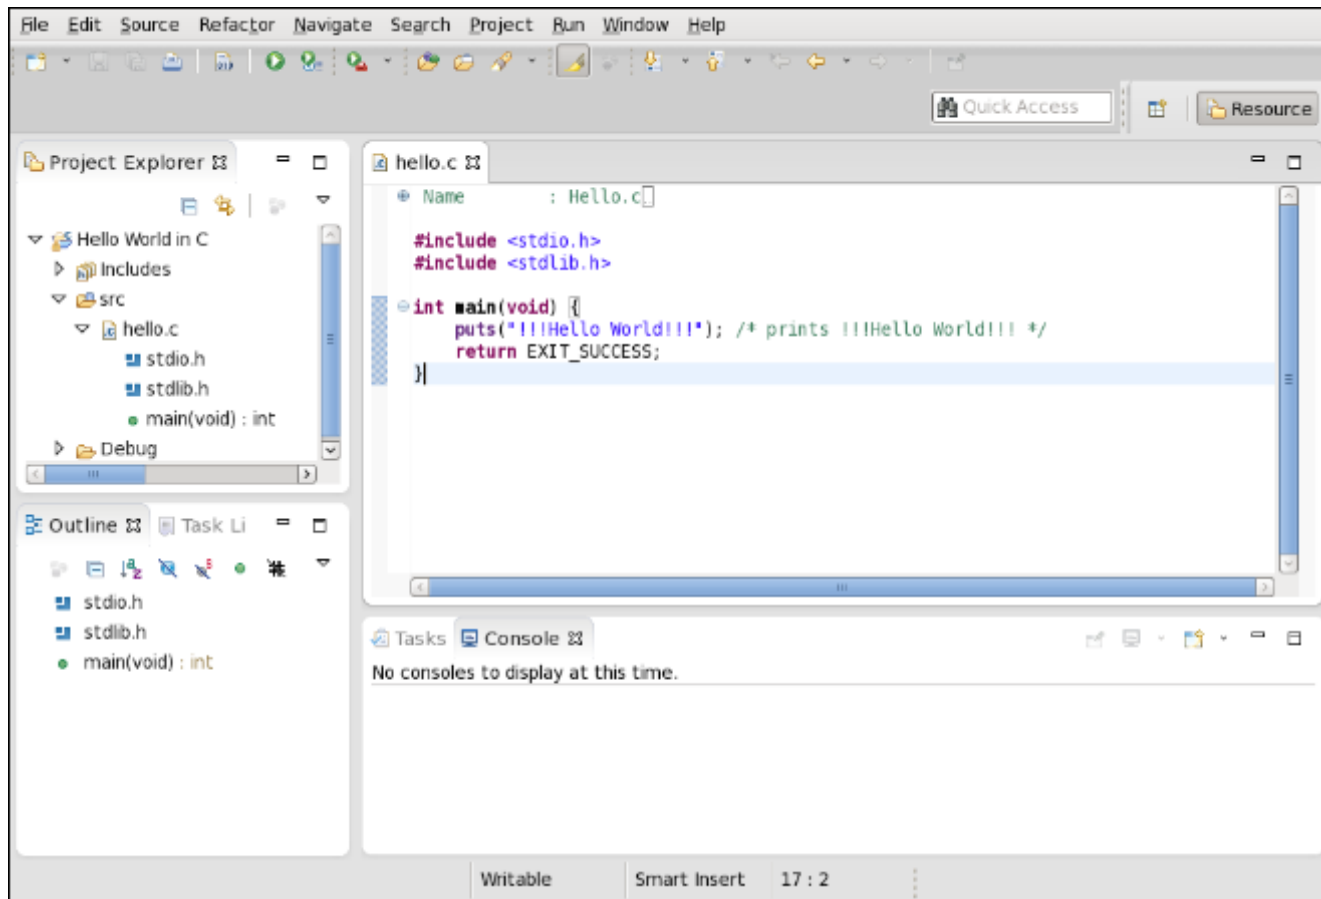 File Edit Source Refactor Navigate Search Project Run Window Help
Quick Access
Resource
Project Explorer
Hello World in C
Includes
src
hello.c
stdio.h
stdlib.h
main(void) : int
Debug
Outline Task Li
stdio.h
stdlib.h
main(void) : int
hello.c
Name : Hello.c
#include <stdio.h>
#include <stdlib.h>
int main(void) {
puts("!!!Hello World!!!"); /* prints !!!Hello World!!! */
return EXIT_SUCCESS;
}
Tasks Console
No consoles to display at this time.
Writable Smart Insert 17 : 2